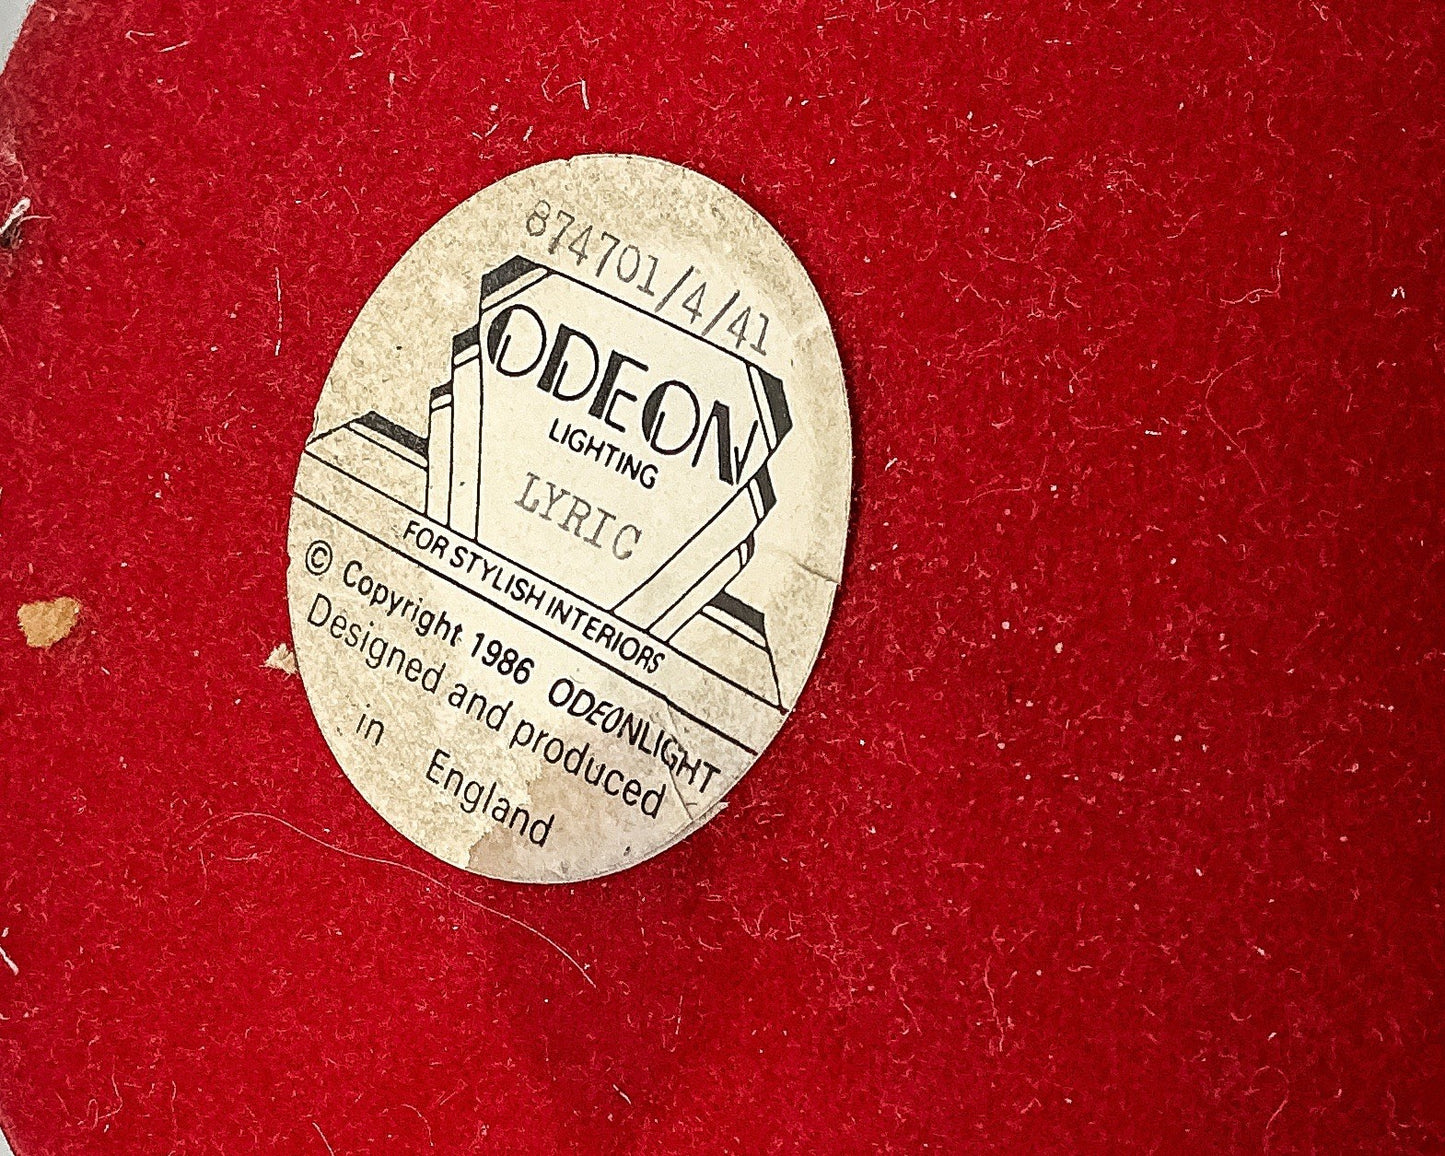 874701/4/41
ODEON
LIGHTING
LYRIC
FOR STYLISH INTERIORS
© Copyright 1986 ODEONLIGHT
Designed and produced
in England